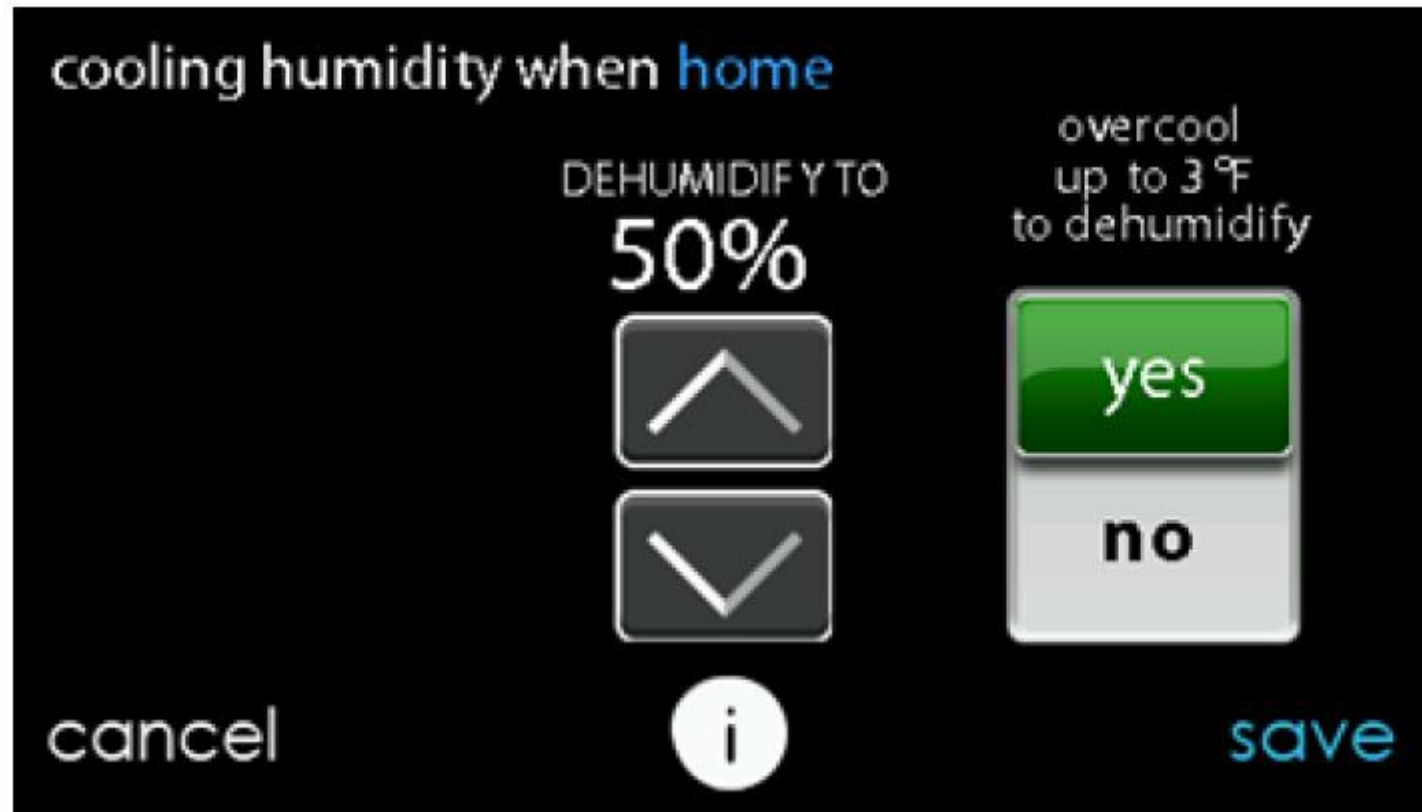 cooling humidity when home
DEHUMIDIFY TO
50%
overcool
up to 3 °F
to dehumidify
yes
no
cancel
i
save